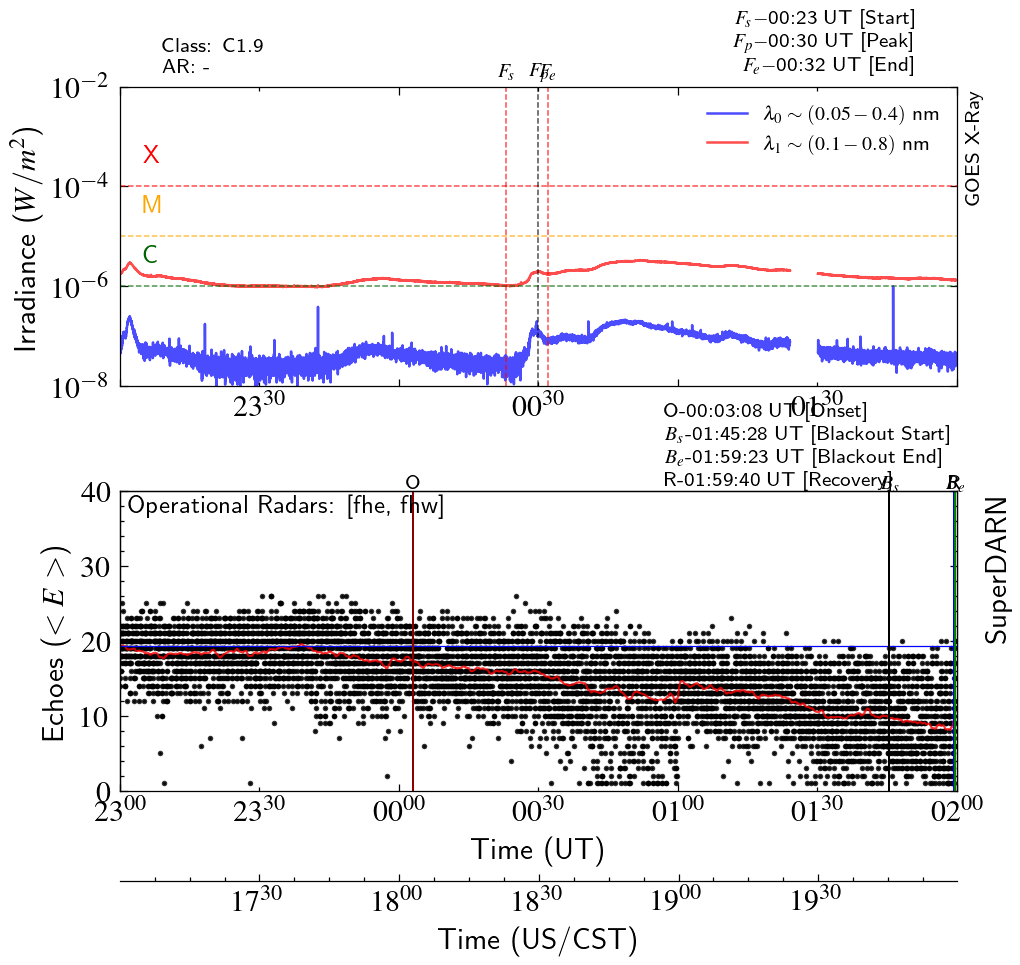 Class: C1.9
AR: -
F_s−00:23 UT [Start]
F_p−00:30 UT [Peak]
F_e−00:32 UT [End]
F_s F_p F_e
10^−2
10^−4
10^−6
10^−8
Irradiance (W/m^2)
X
M
C
λ_0 ∼ (0.05 − 0.4) nm
λ_1 ∼ (0.1 − 0.8) nm
GOES X-Ray
23^30 00^30 01^30
O-00:03:08 UT [Onset]
B_s-01:45:28 UT [Blackout Start]
B_e-01:59:23 UT [Blackout End]
R-01:59:40 UT [Recovery]
O B_s B_e R
Operational Radars: [fhe, fhw]
40
30
20
10
0
Echoes (< E >)
SuperDARN
23^00 23^30 00^00 00^30 01^00 01^30 02^00
Time (UT)
17^30 18^00 18^30 19^00 19^30
Time (US/CST)